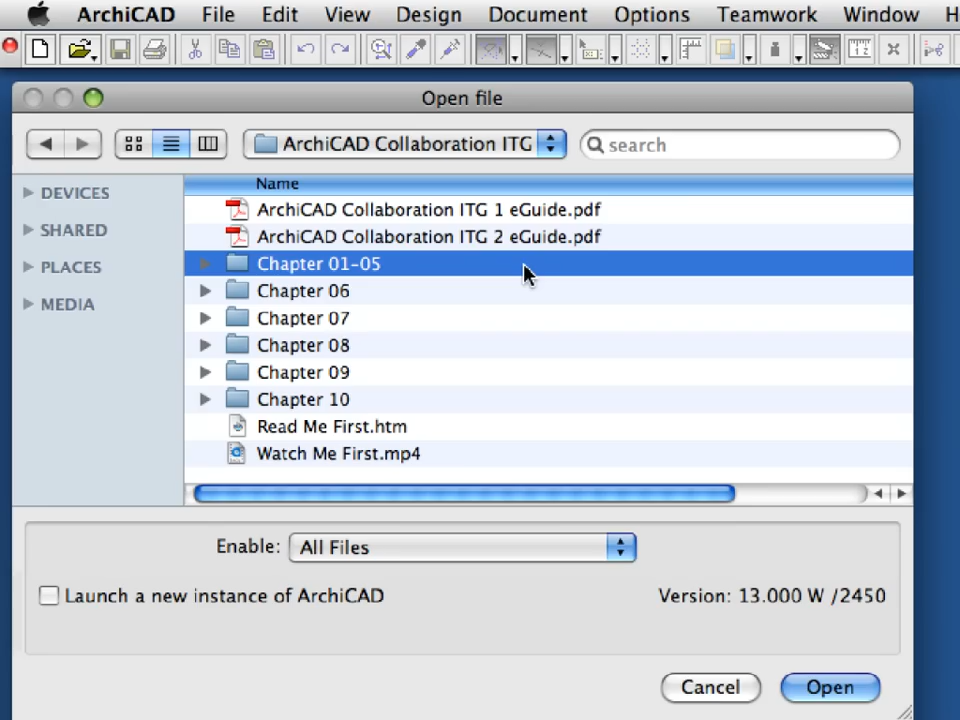 ArchiCAD File Edit View Design Document Options Teamwork Window H
Open file
ArchiCAD Collaboration ITG
search
DEVICES
SHARED
PLACES
MEDIA
Name
ArchiCAD Collaboration ITG 1 eGuide.pdf
ArchiCAD Collaboration ITG 2 eGuide.pdf
Chapter 01-05
Chapter 06
Chapter 07
Chapter 08
Chapter 09
Chapter 10
Read Me First.htm
Watch Me First.mp4
Enable: All Files
Launch a new instance of ArchiCAD
Version: 13.000 W /2450
Cancel Open